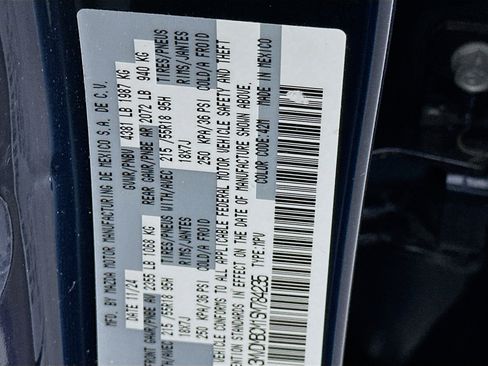 MFG. BY MAZDA MOTOR MANUFACTURING DE MEXICO S.A. DE C.V.
DATE 11/24 GVWR/PNBV 4381 LB 1987 KG
FRONT GAWR/PNBE AV 2355 LB 1068 KG REAR GAWR/PNBE AR 2072 LB 940 KG
WITH/AVEC TIRES/PNEUS RIMS/JANTES COLD/A FROID WITH/AVEC TIRES/PNEUS RIMS/JANTES COLD/A FROID
215/55R18 95H 18X7J 250 KPA/36 PSI 215/55R18 95H 18X7J 250 KPA/36 PSI
CONFORMS TO ALL APPLICABLE FEDERAL MOTOR VEHICLE SAFETY AND THEFT
PREVENTION STANDARDS IN EFFECT ON THE DATE OF MANUFACTURE SHOWN ABOVE.
TYPE: MPV COLOR CODE: 42M MADE IN MEXICO